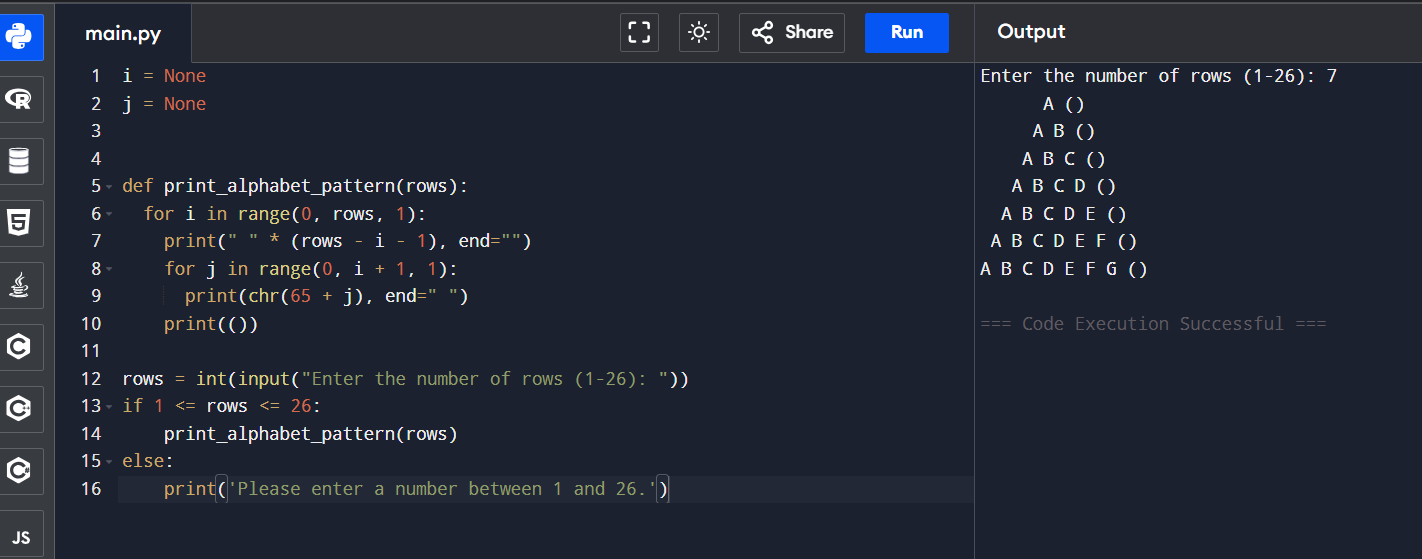 main.py
Share
Run
Output
1 i = None
2 j = None
3
4
5 def print_alphabet_pattern(rows):
6   for i in range(0, rows, 1):
7     print(" " * (rows - i - 1), end="")
8     for j in range(0, i + 1, 1):
9       print(chr(65 + j), end=" ")
10     print(())
11
12 rows = int(input("Enter the number of rows (1-26): "))
13 if 1 <= rows <= 26:
14     print_alphabet_pattern(rows)
15 else:
16     print('Please enter a number between 1 and 26.')
Enter the number of rows (1-26): 7
      A ()
     A B ()
    A B C ()
   A B C D ()
  A B C D E ()
 A B C D E F ()
A B C D E F G ()
=== Code Execution Successful ===
R
5
C
C
C
JS